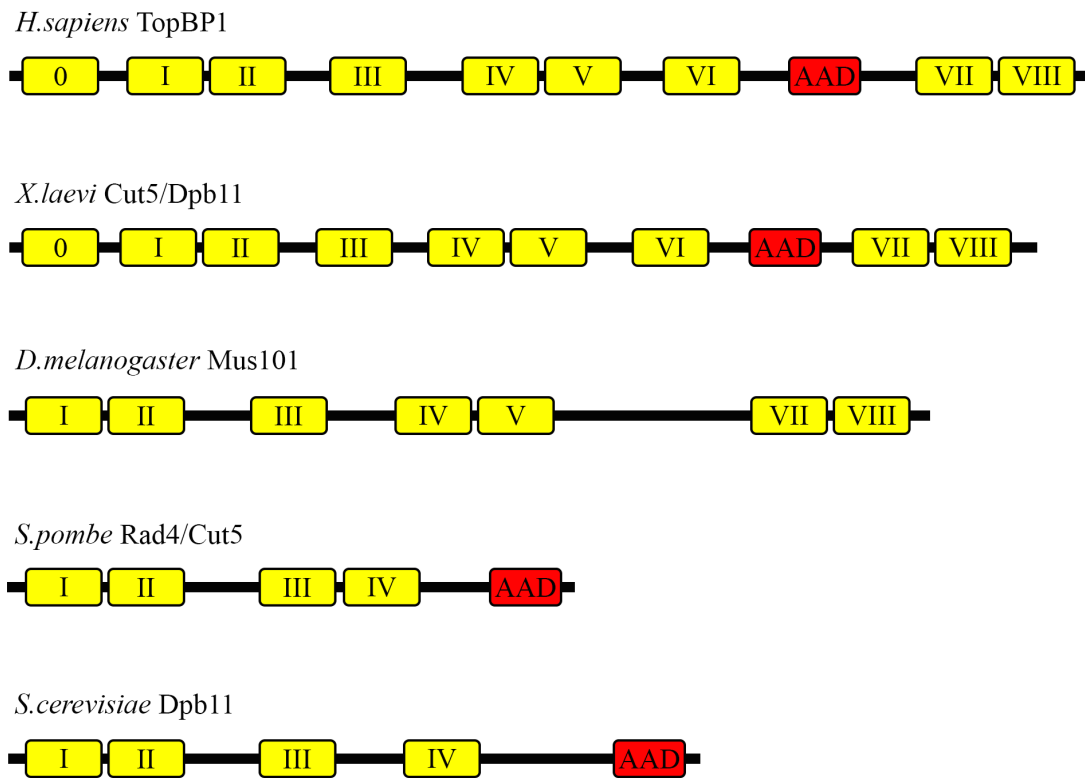 H.sapiens TopBP1
0 I II III IV V VI AAD VII VIII
X.laevi Cut5/Dpb11
0 I II III IV V VI AAD VII VIII
D.melanogaster Mus101
I II III IV V VII VIII
S.pombe Rad4/Cut5
I II III IV AAD
S.cerevisiae Dpb11
I II III IV AAD